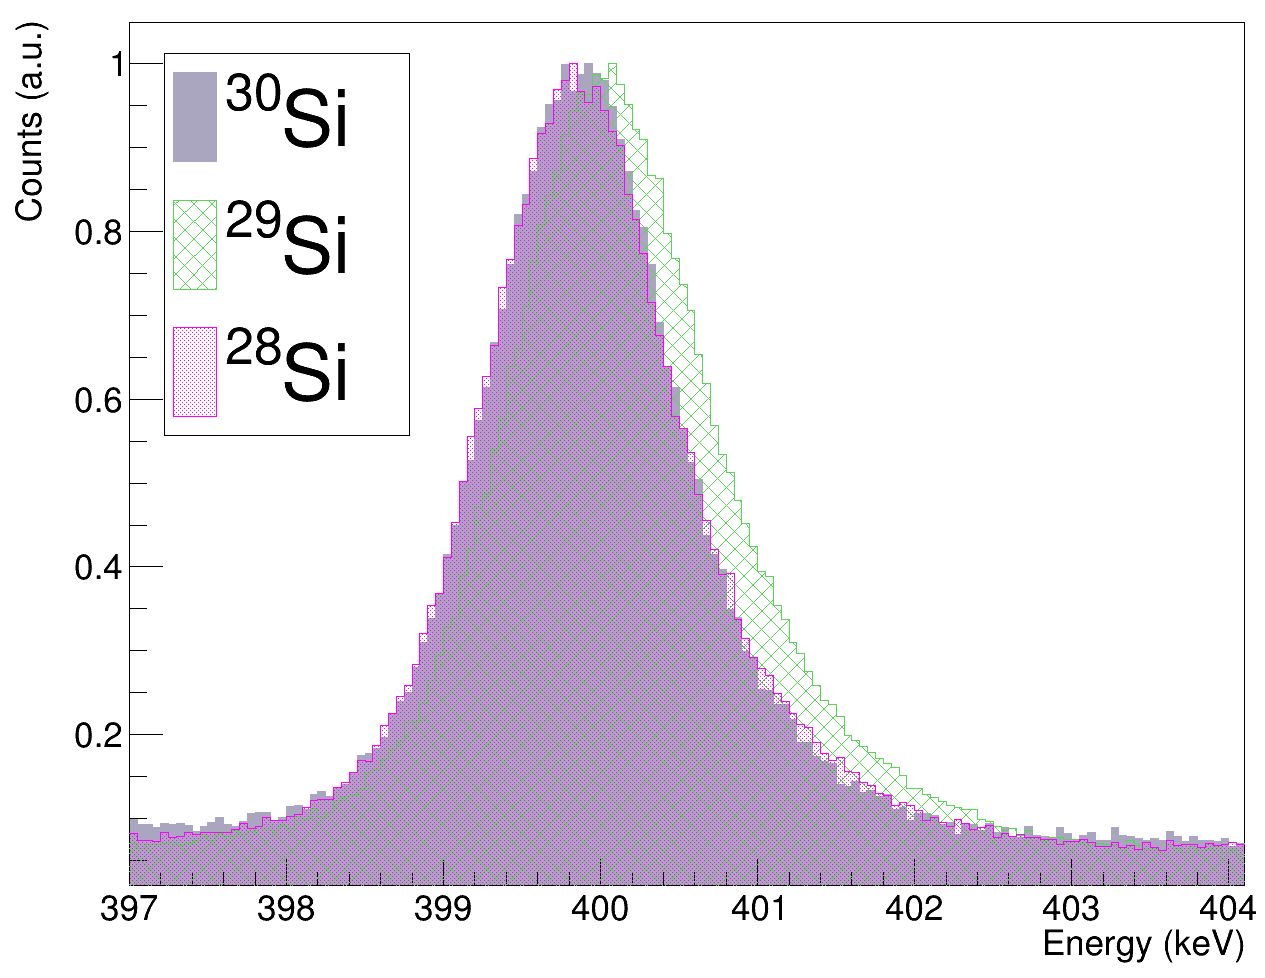 Counts (a.u.)
1
0.8
0.6
0.4
0.2
³⁰Si
²⁹Si
²⁸Si
397 398 399 400 401 402 403 404
Energy (keV)